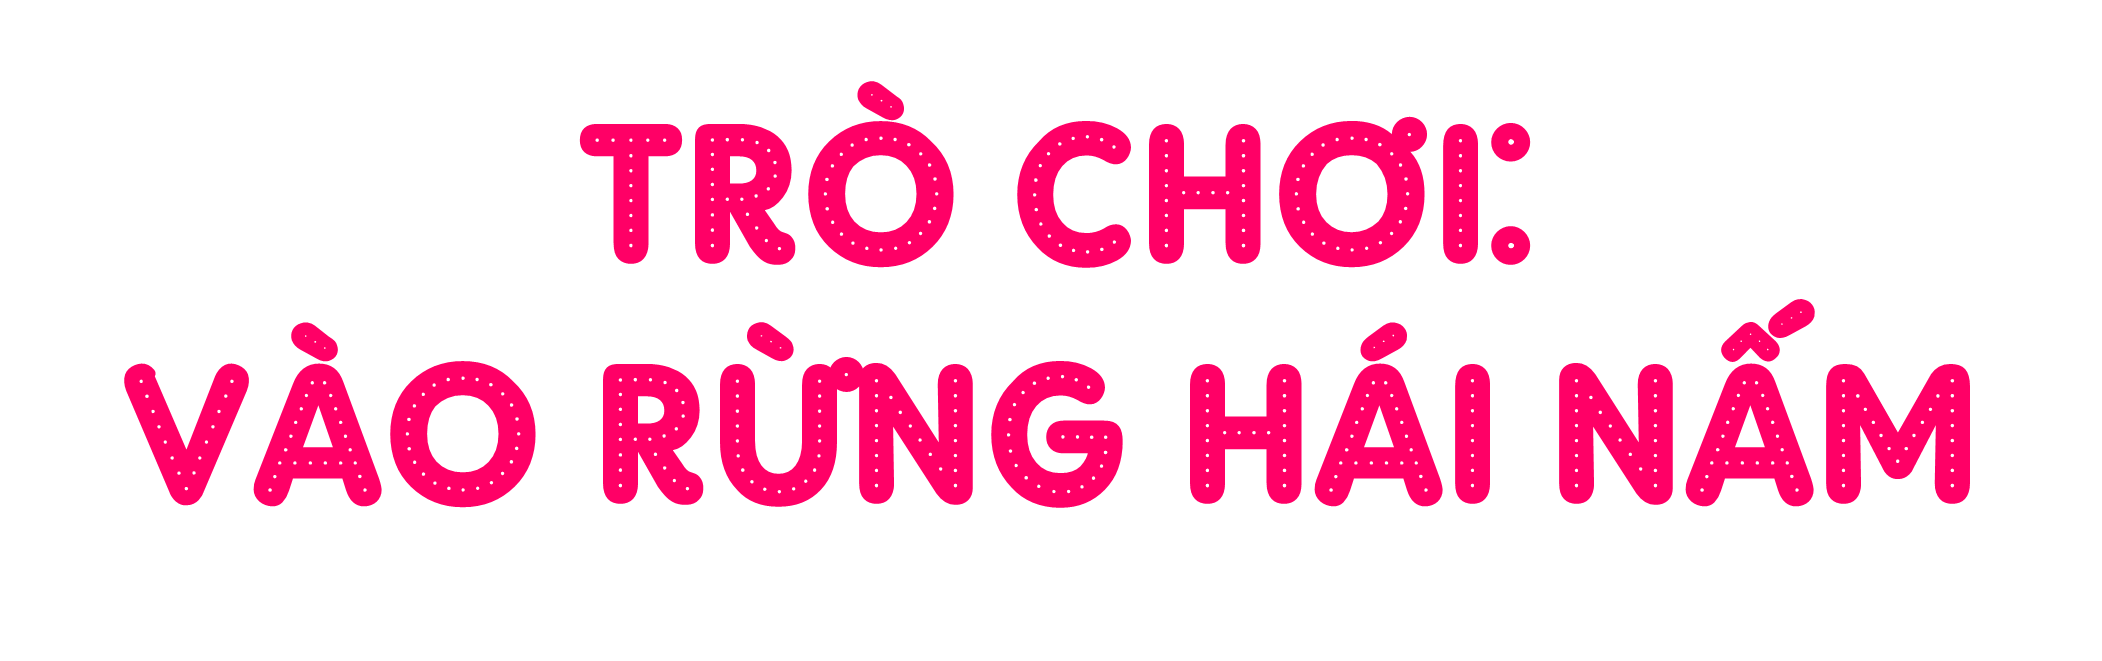 TRÒ CHƠI:
VÀO RỪNG HÁI NẤM